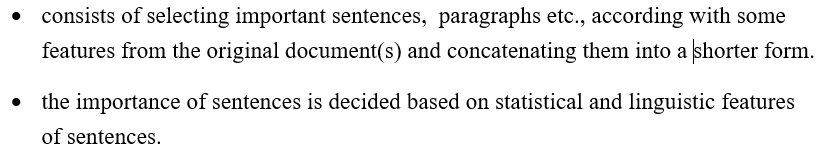 • consists of selecting important sentences,  paragraphs etc., according with some
features from the original document(s) and concatenating them into a shorter form.
• the importance of sentences is decided based on statistical and linguistic features
of sentences.